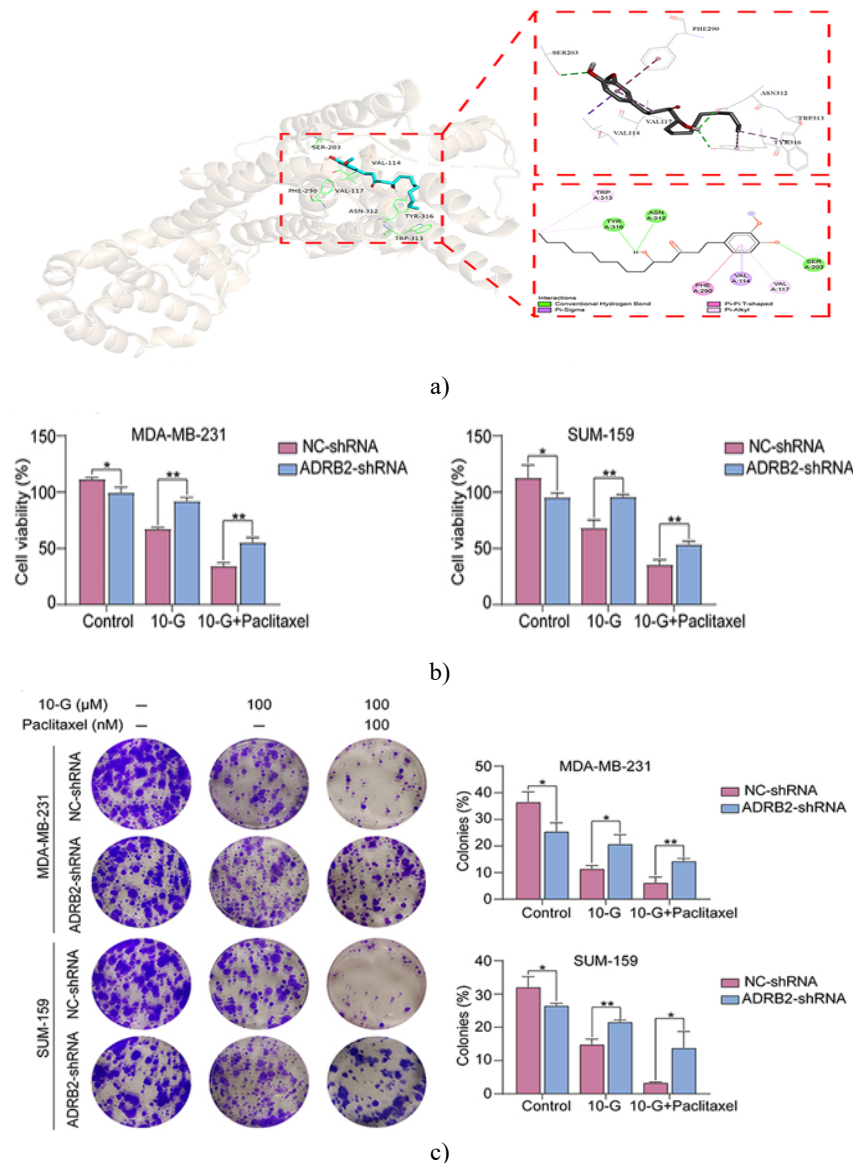 SER-203
VAL-114
PHE-290
VAL-117
ASN-312
TYR-316
TRP-313
PHE290
SER203
ASN312
TRP313
VAL117
VAL114
TYR316
TRP
A:313
TYR
A:316
ASN
A:312
H
SER
A:203
PHE
A:290
VAL
A:114
VAL
A:117
Interactions
Conventional Hydrogen Bond
Pi-Sigma
Pi-Pi T-shaped
Pi-Alkyl
a)
MDA-MB-231
NC-shRNA
ADRB2-shRNA
Cell viability (%)
150
100
50
0
* ** **
Control 10-G 10-G+Paclitaxel
SUM-159
NC-shRNA
ADRB2-shRNA
Cell viability (%)
150
100
50
0
* ** **
Control 10-G 10-G+Paclitaxel
b)
10-G (μM) — 100 100
Paclitaxel (nM) — — 100
MDA-MB-231
NC-shRNA
ADRB2-shRNA
SUM-159
NC-shRNA
ADRB2-shRNA
MDA-MB-231
NC-shRNA
ADRB2-shRNA
Colonies (%)
50
40
30
20
10
0
* * **
Control 10-G 10-G+Paclitaxel
SUM-159
NC-shRNA
ADRB2-shRNA
Colonies (%)
40
30
20
10
0
* ** *
Control 10-G 10-G+Paclitaxel
c)